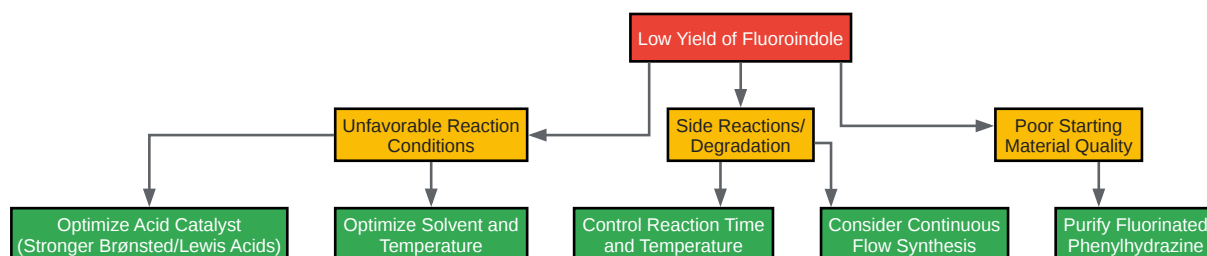 Low Yield of Fluoroindole
Unfavorable Reaction
Conditions
Side Reactions/
Degradation
Poor Starting
Material Quality
Optimize Acid Catalyst
(Stronger Brønsted/Lewis Acids)
Optimize Solvent and
Temperature
Control Reaction Time
and Temperature
Consider Continuous
Flow Synthesis
Purify Fluorinated
Phenylhydrazine